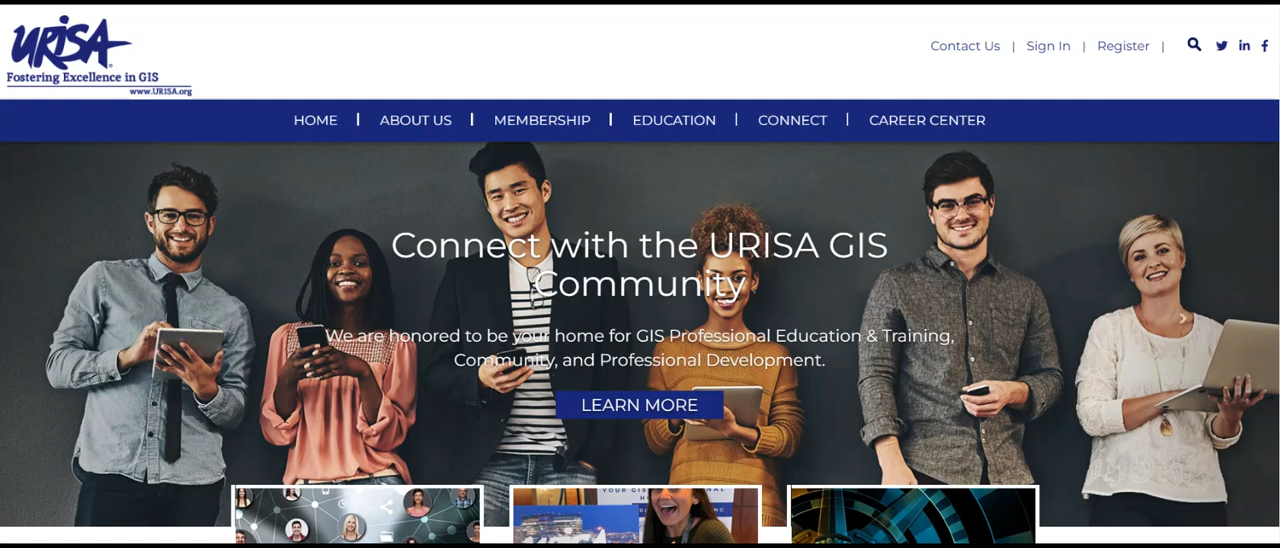 URISA
Fostering Excellence in GIS
www.URISA.org
Contact Us | Sign In | Register |
HOME | ABOUT US | MEMBERSHIP | EDUCATION | CONNECT | CAREER CENTER
Connect with the URISA GIS
Community
We are honored to be your home for GIS Professional Education & Training,
Community, and Professional Development.
LEARN MORE
YOUR GIS